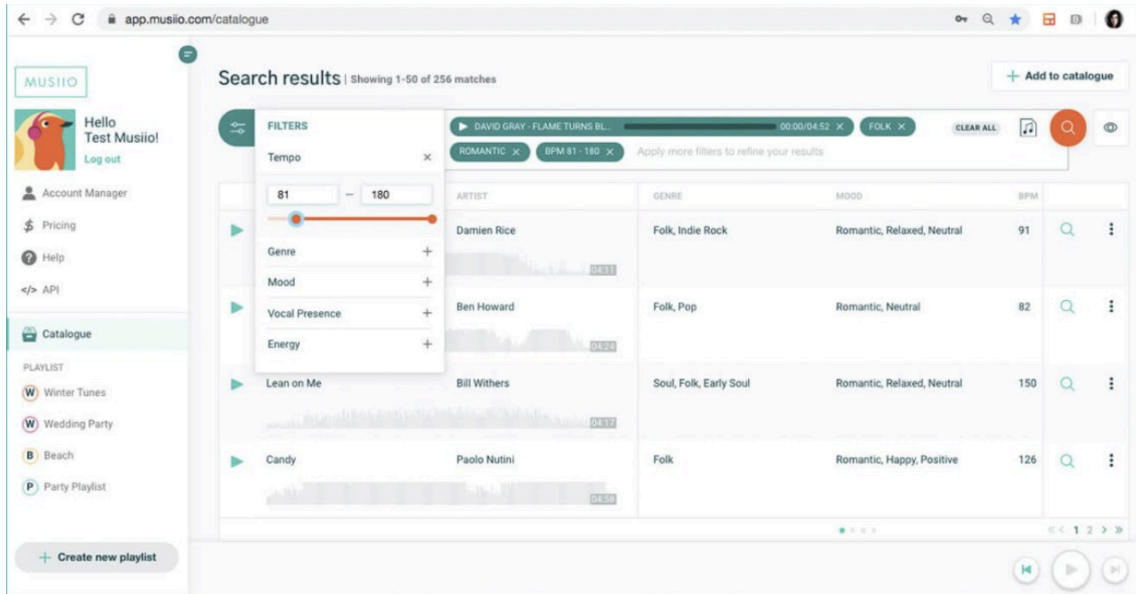 app.musiio.com/catalogue
MUSIIO
Hello
Test Musiio!
Log out
Account Manager
$ Pricing
? Help
</> API
Catalogue
PLAYLIST
W Winter Tunes
W Wedding Party
B Beach
P Party Playlist
+ Create new playlist
Search results | Showing 1-50 of 256 matches
+ Add to catalogue
FILTERS
Tempo ×
81 – 180
Genre +
Mood +
Vocal Presence +
Energy +
DAVID GRAY - FLAME TURNS BL... 00:00/04:52 × FOLK × CLEAR ALL
ROMANTIC × BPM 81 - 180 × Apply more filters to refine your results
ARTIST GENRE MOOD BPM
Damien Rice Folk, Indie Rock Romantic, Relaxed, Neutral 91
04:11
Ben Howard Folk, Pop Romantic, Neutral 82
04:24
Lean on Me Bill Withers Soul, Folk, Early Soul Romantic, Relaxed, Neutral 150
04:17
Candy Paolo Nutini Folk Romantic, Happy, Positive 126
04:58
«< 1 2 > »